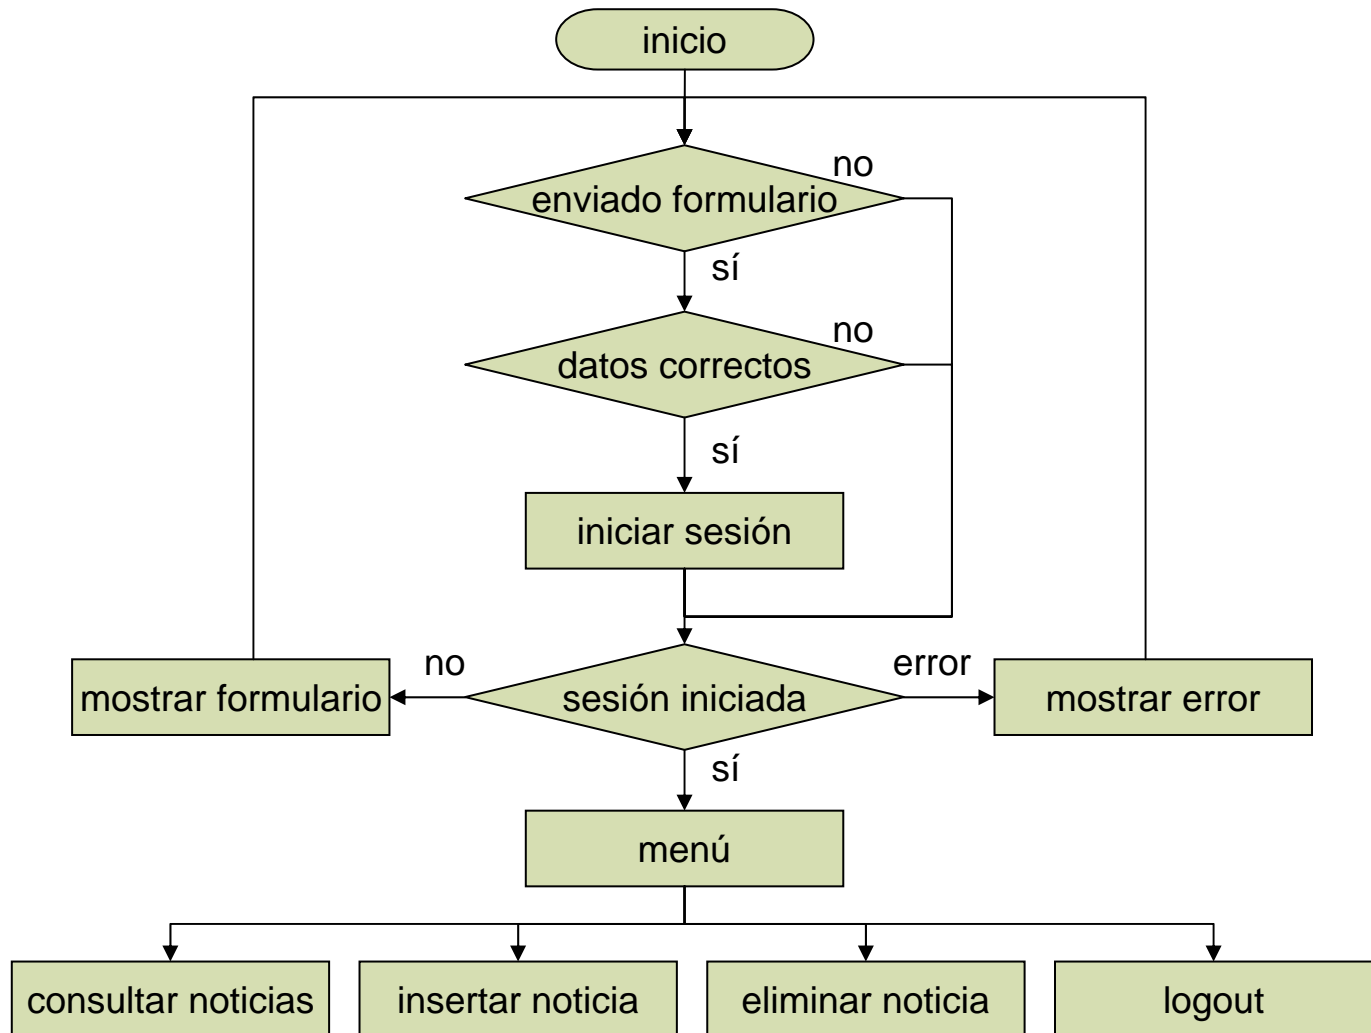 inicio
no
enviado formulario
sí
no
datos correctos
sí
iniciar sesión
no
error
mostrar formulario
sesión iniciada
mostrar error
sí
menú
consultar noticias
insertar noticia
eliminar noticia
logout